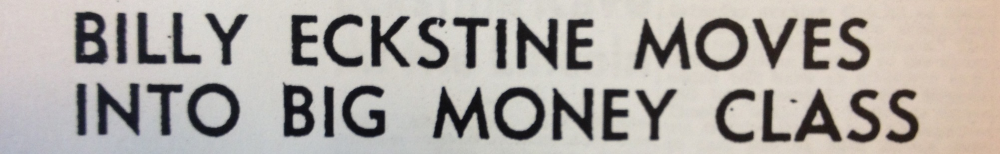 BILLY ECKSTINE MOVES
INTO BIG MONEY CLASS